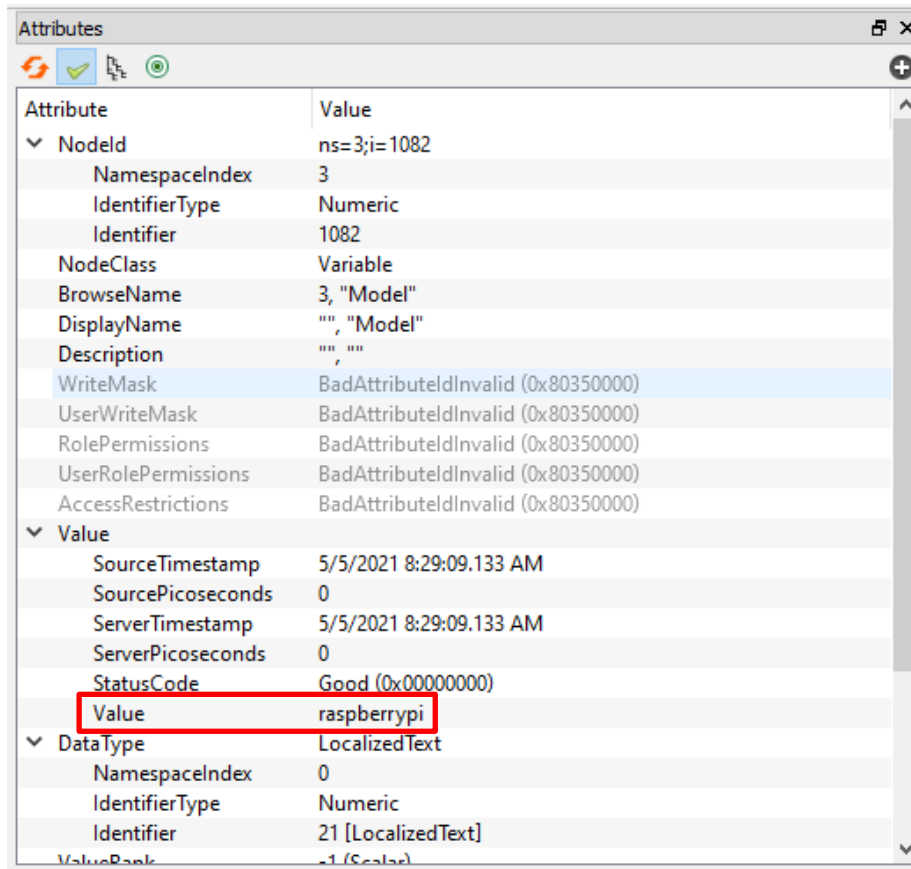 Attributes
Attribute Value
NodeId ns=3;i=1082
NamespaceIndex 3
IdentifierType Numeric
Identifier 1082
NodeClass Variable
BrowseName 3, "Model"
DisplayName "", "Model"
Description "", ""
WriteMask BadAttributeIdInvalid (0x80350000)
UserWriteMask BadAttributeIdInvalid (0x80350000)
RolePermissions BadAttributeIdInvalid (0x80350000)
UserRolePermissions BadAttributeIdInvalid (0x80350000)
AccessRestrictions BadAttributeIdInvalid (0x80350000)
Value
SourceTimestamp 5/5/2021 8:29:09.133 AM
SourcePicoseconds 0
ServerTimestamp 5/5/2021 8:29:09.133 AM
ServerPicoseconds 0
StatusCode Good (0x00000000)
Value raspberrypi
DataType LocalizedText
NamespaceIndex 0
IdentifierType Numeric
Identifier 21 [LocalizedText]
ValueRank -1 (Scalar)